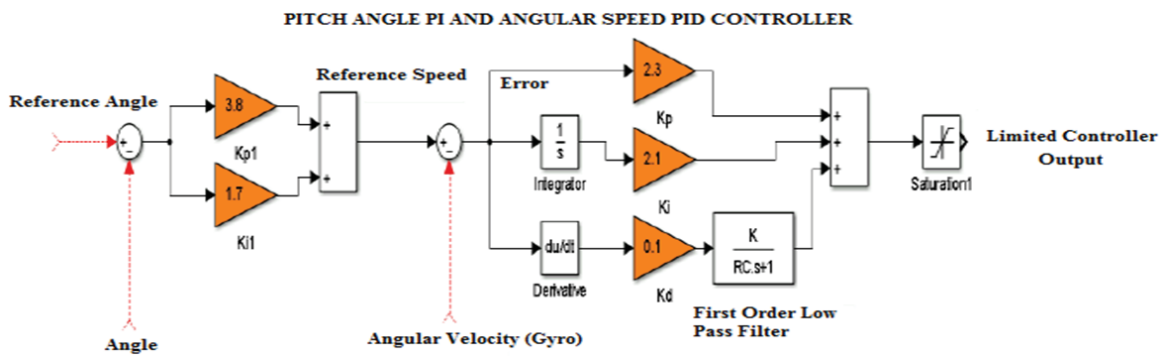 PITCH ANGLE PI AND ANGULAR SPEED PID CONTROLLER
Reference Angle
+
-
3.8
Kp1
1.7
Ki1
Reference Speed
+
+
+
-
Error
2.3
Kp
1
s
Integrator
2.1
Ki
du/dt
Derivative
0.1
Kd
K
RC.s+1
First Order Low
Pass Filter
+
+
+
Saturation1
Limited Controller
Output
Angle
Angular Velocity (Gyro)